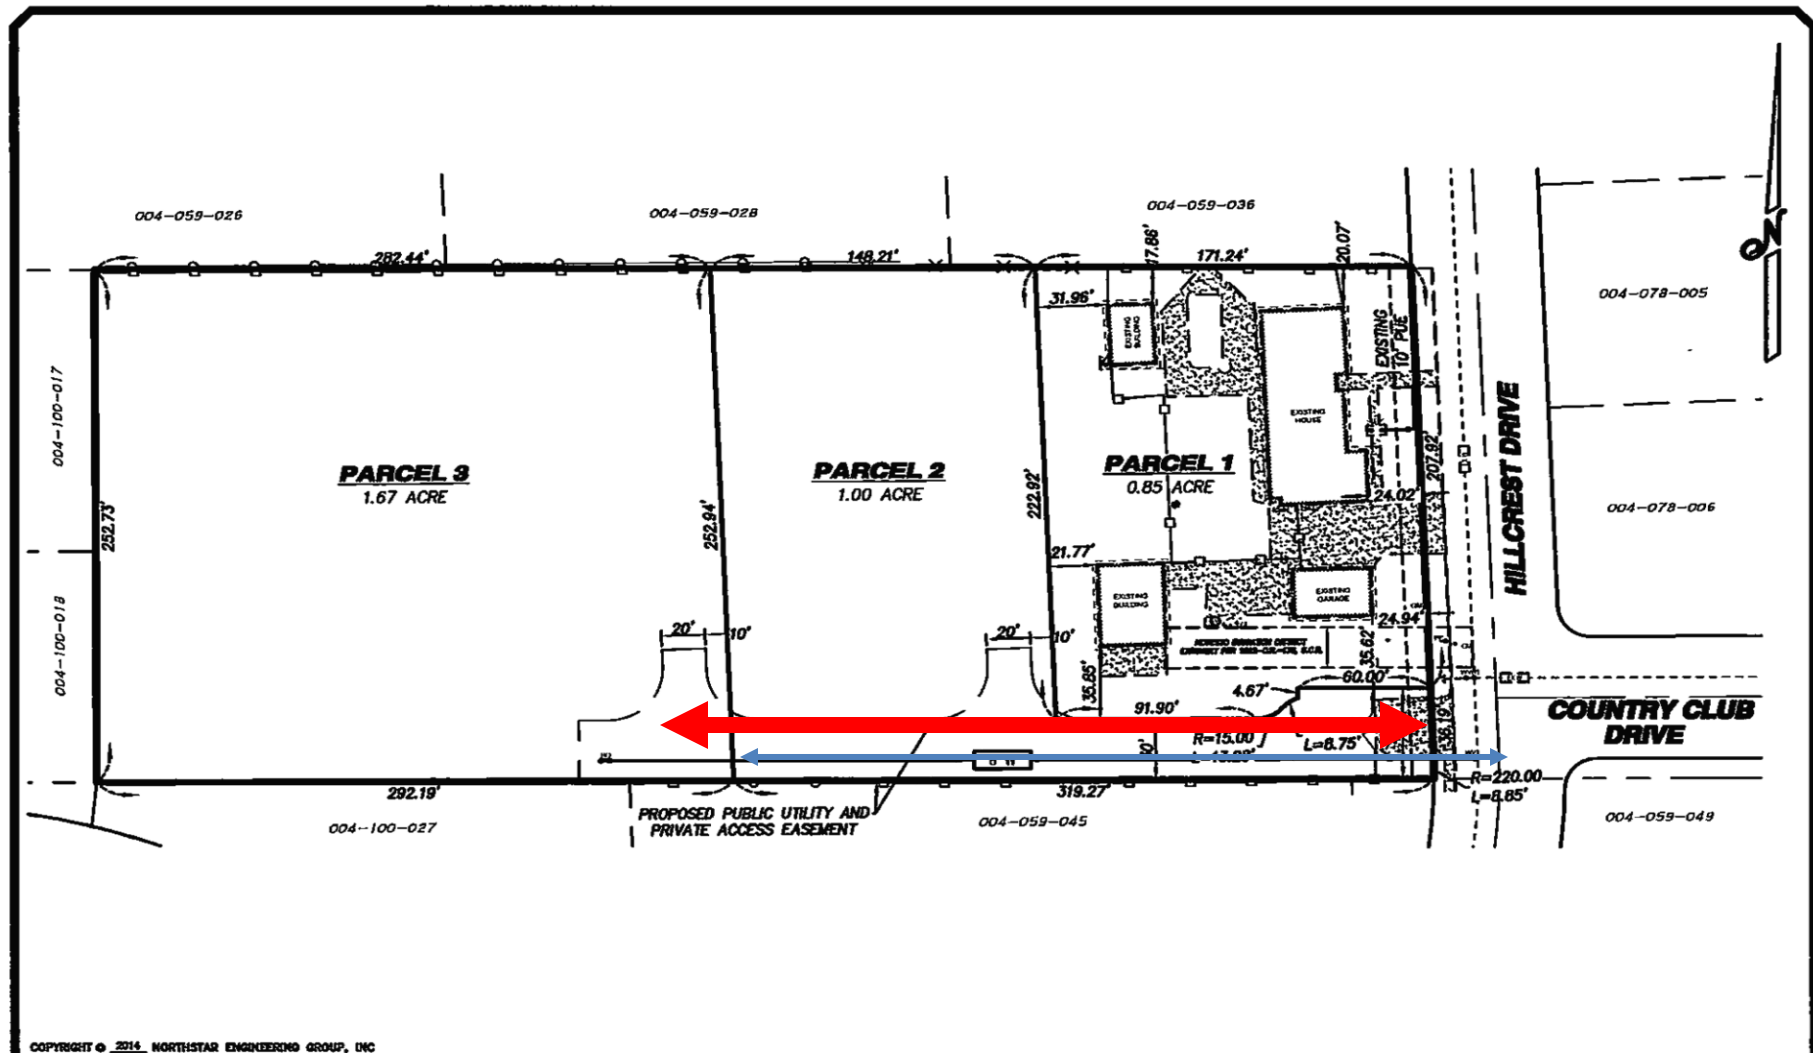 004-059-026
004-059-028
004-059-036
282.44'
148.21'
171.24'
17.86'
20.07'
31.96'
EXISTING
BUILDING
EXISTING
10' PUE
004-078-005
N
004-100-017
EXISTING
HOUSE
PARCEL 3
1.67 ACRE
PARCEL 2
1.00 ACRE
PARCEL 1
0.85 ACRE
252.73'
252.94'
222.92'
207.92'
24.02'
HILLCREST DRIVE
004-078-006
21.77'
EXISTING
BUILDING
EXISTING
GARAGE
24.94'
004-100-018
20'
10'
20'
10'
35.62'
35.85'
60.00'
4.67'
91.90'
R=15.00
L=8.75'
COUNTRY CLUB
DRIVE
R=220.00
L=8.85'
292.19'
319.27'
PROPOSED PUBLIC UTILITY AND
PRIVATE ACCESS EASEMENT
004-100-027
004-059-045
004-059-049
COPYRIGHT © 2014 NORTHSTAR ENGINEERING GROUP, INC